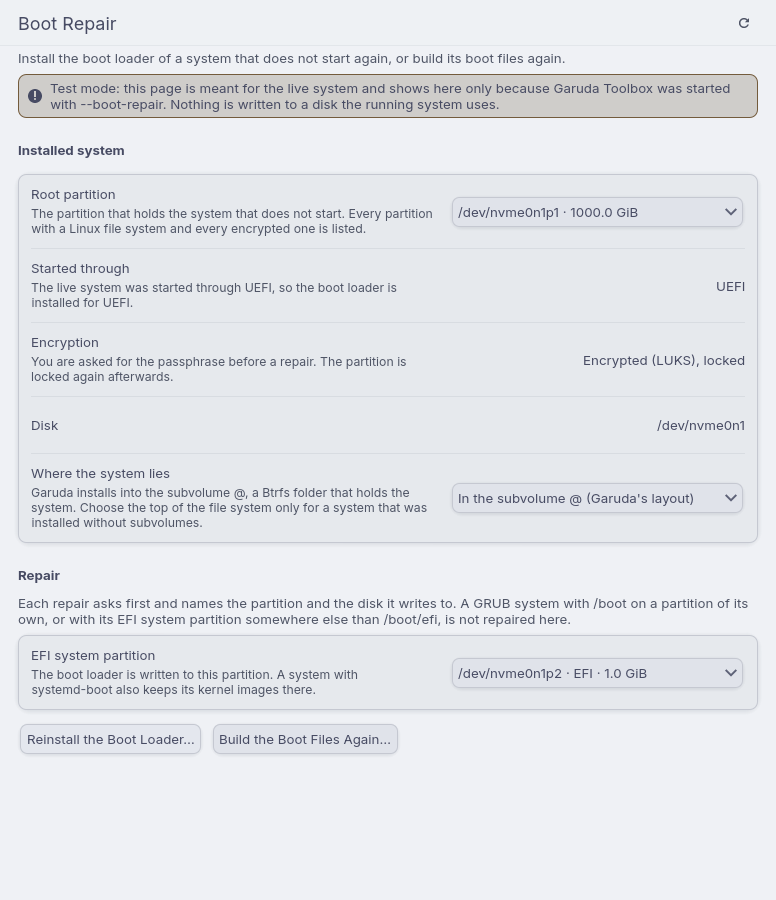 Boot Repair
Install the boot loader of a system that does not start again, or build its boot files again.
Test mode: this page is meant for the live system and shows here only because Garuda Toolbox was started
with --boot-repair. Nothing is written to a disk the running system uses.
Installed system
Root partition
The partition that holds the system that does not start. Every partition
with a Linux file system and every encrypted one is listed.
/dev/nvme0n1p1 · 1000.0 GiB
Started through
The live system was started through UEFI, so the boot loader is
installed for UEFI.
UEFI
Encryption
You are asked for the passphrase before a repair. The partition is
locked again afterwards.
Encrypted (LUKS), locked
Disk
/dev/nvme0n1
Where the system lies
Garuda installs into the subvolume @, a Btrfs folder that holds the
system. Choose the top of the file system only for a system that was
installed without subvolumes.
In the subvolume @ (Garuda's layout)
Repair
Each repair asks first and names the partition and the disk it writes to. A GRUB system with /boot on a partition of its
own, or with its EFI system partition somewhere else than /boot/efi, is not repaired here.
EFI system partition
The boot loader is written to this partition. A system with
systemd-boot also keeps its kernel images there.
/dev/nvme0n1p2 · EFI · 1.0 GiB
Reinstall the Boot Loader...
Build the Boot Files Again...